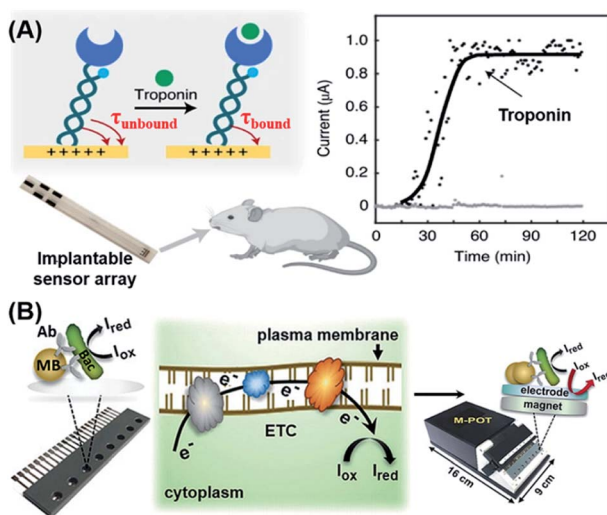 (A)
Troponin
τunbound
τbound
+ + + + +
+ + + + +
Implantable
sensor array
Current (µA)
1.0
0.8
0.6
0.4
0.2
0
0
30
60
90
120
Time (min)
Troponin
(B)
Ab
MB
Bac
Ired
Iox
plasma membrane
e-
e-
e-
e-
ETC
Iox
Ired
cytoplasm
Ired
Iox
Ired
electrode
magnet
M-POT
16 cm
9 cm